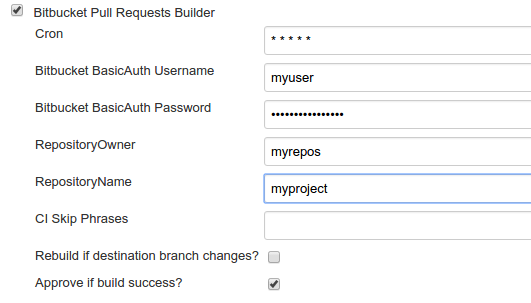 Bitbucket Pull Requests Builder
Cron * * * * *
Bitbucket BasicAuth Username myuser
Bitbucket BasicAuth Password ••••••••••••••••
RepositoryOwner myrepos
RepositoryName myproject
CI Skip Phrases
Rebuild if destination branch changes?
Approve if build success?